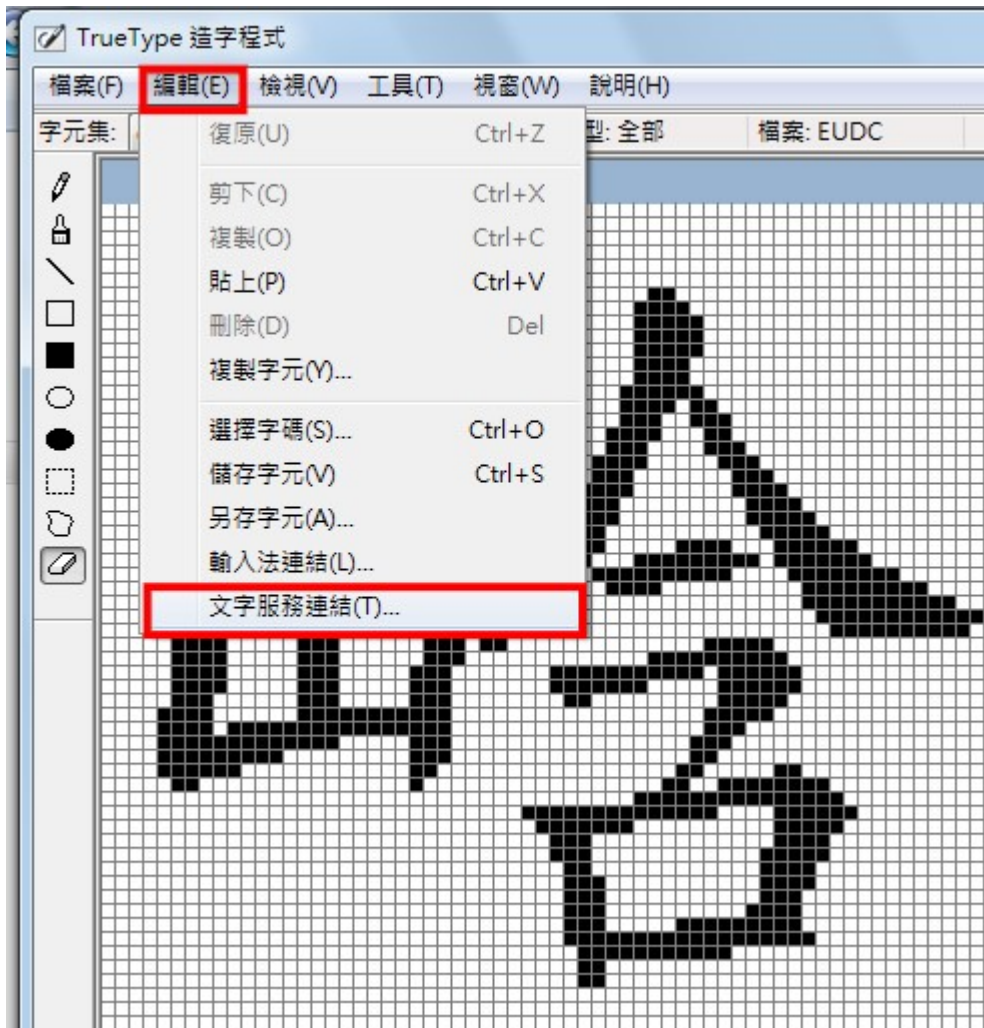 TrueType 造字程式
檔案(F) 編輯(E) 檢視(V) 工具(T) 視窗(W) 說明(H)
字元集: 型: 全部 檔案: EUDC
復原(U) Ctrl+Z
剪下(C) Ctrl+X
複製(O) Ctrl+C
貼上(P) Ctrl+V
刪除(D) Del
複製字元(Y)...
選擇字碼(S)... Ctrl+O
儲存字元(V) Ctrl+S
另存字元(A)...
輸入法連結(L)...
文字服務連結(T)...